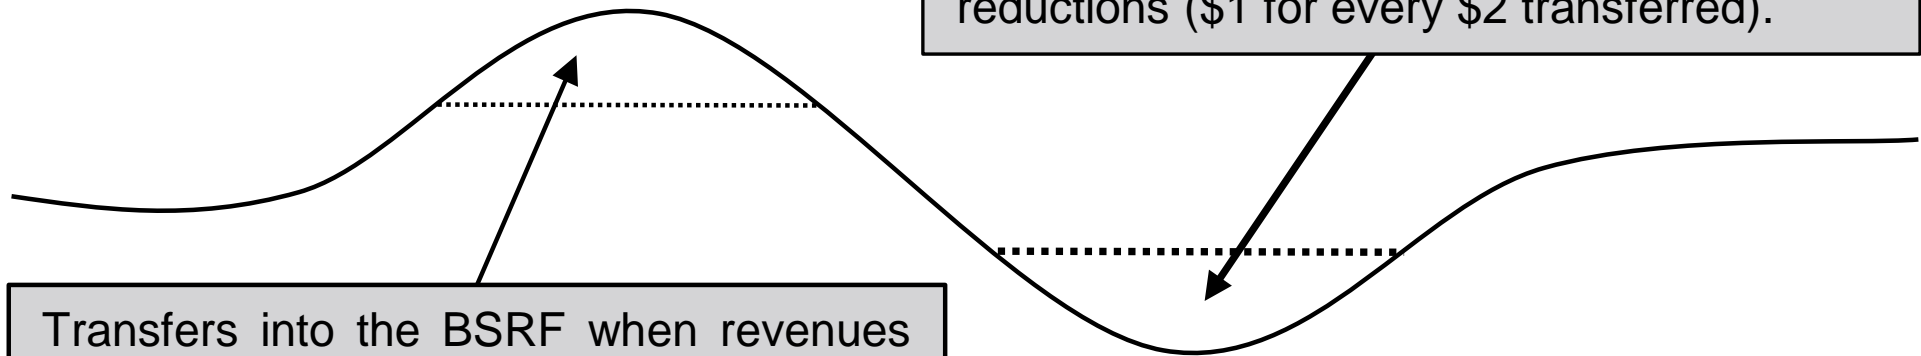 reductions ($1 for every $2 transferred).
Transfers into the BSRF when revenues